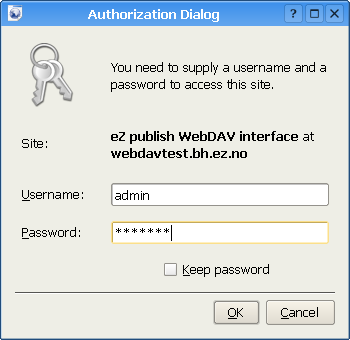 Authorization Dialog
You need to supply a username and a
password to access this site.
Site:
eZ publish WebDAV interface at
webdavtest.bh.ez.no
Username:
admin
Password:
*******
Keep password
OK
Cancel